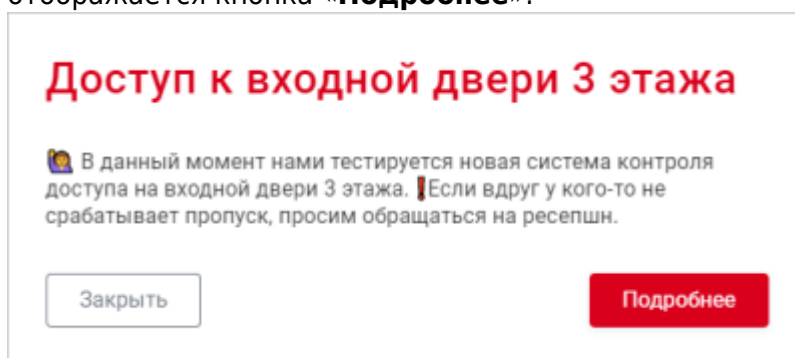 отображается кнопка «Подробнее».
Доступ к входной двери 3 этажа
🙋 В данный момент нами тестируется новая система контроля
доступа на входной двери 3 этажа. ❗Если вдруг у кого-то не
срабатывает пропуск, просим обращаться на ресепшн.
Закрыть
Подробнее